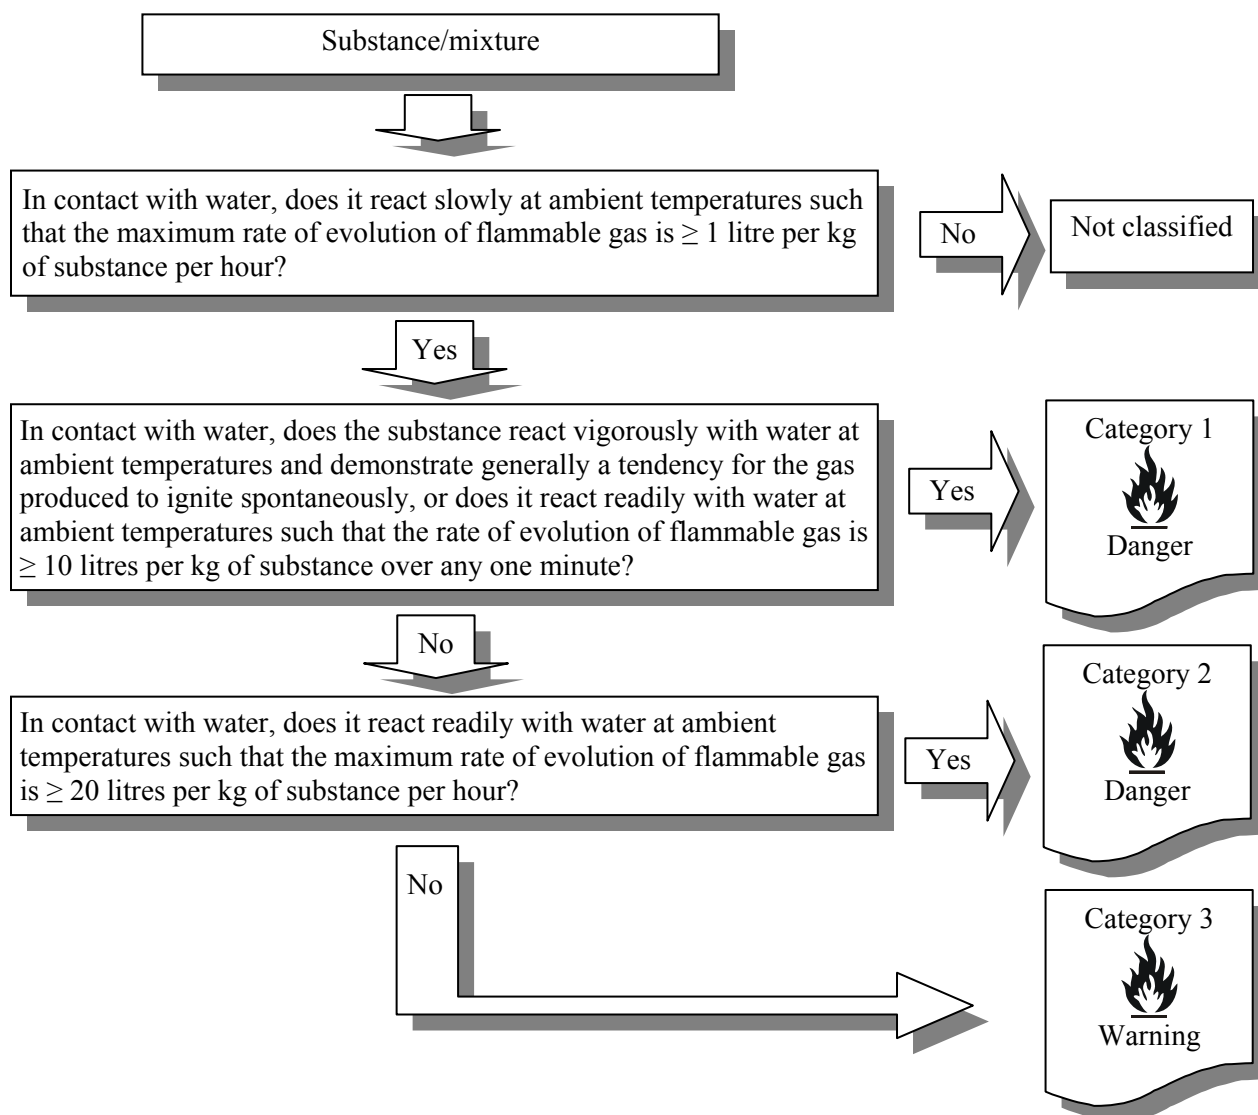 Substance/mixture
In contact with water, does it react slowly at ambient temperatures such
that the maximum rate of evolution of flammable gas is ≥ 1 litre per kg
of substance per hour?
No
Not classified
Yes
In contact with water, does the substance react vigorously with water at
ambient temperatures and demonstrate generally a tendency for the gas
produced to ignite spontaneously, or does it react readily with water at
ambient temperatures such that the rate of evolution of flammable gas is
≥ 10 litres per kg of substance over any one minute?
Yes
Category 1
Danger
No
In contact with water, does it react readily with water at ambient
temperatures such that the maximum rate of evolution of flammable gas
is ≥ 20 litres per kg of substance per hour?
Yes
Category 2
Danger
No
Category 3
Warning